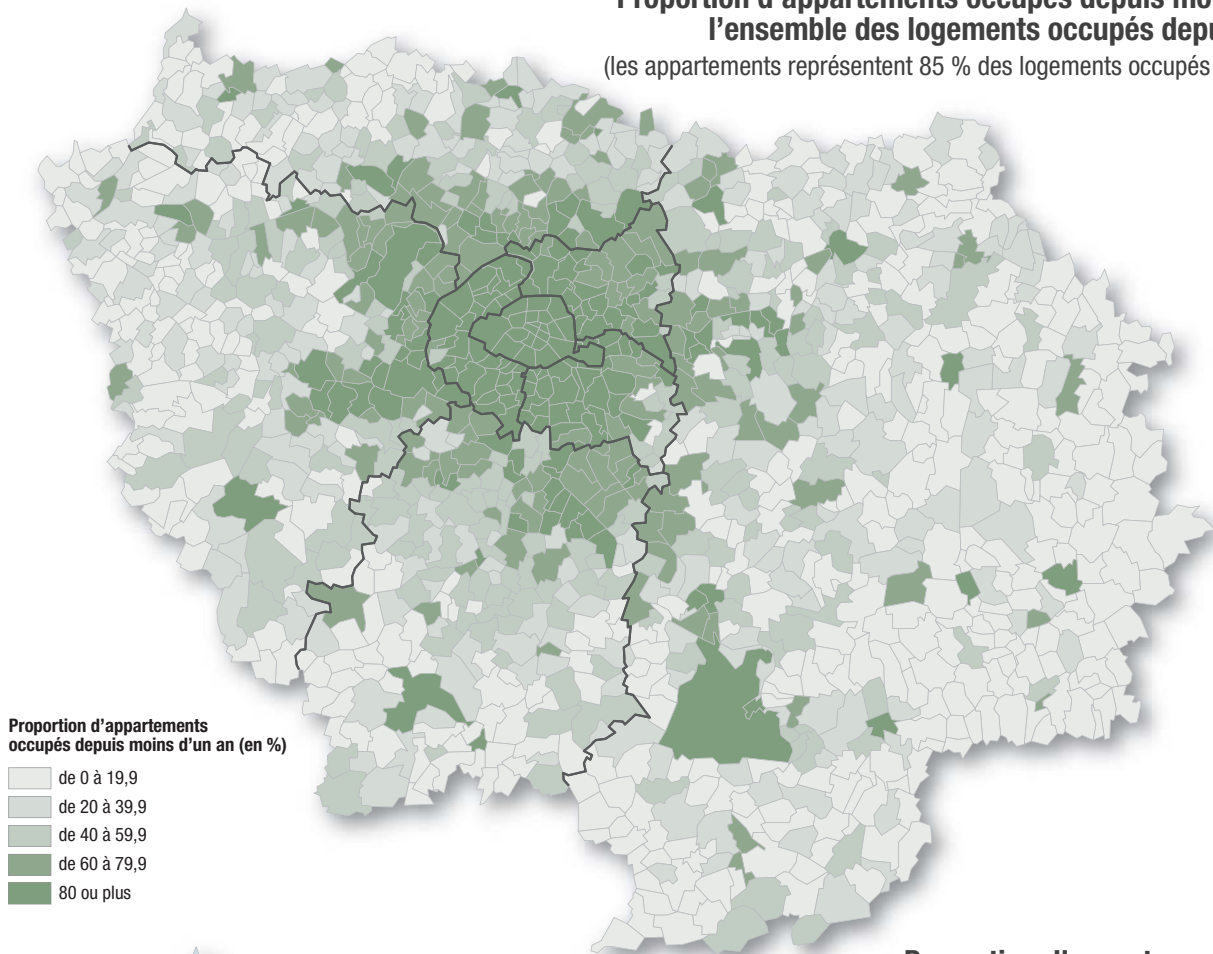 Proportion d'appartements occupés depuis
l'ensemble des logements occupés
(les appartements représentent 85 % des logements occupés
Proportion d'appartements
occupés depuis moins d'un an (en %)
de 0 à 19,9
de 20 à 39,9
de 40 à 59,9
de 60 à 79,9
80 ou plus